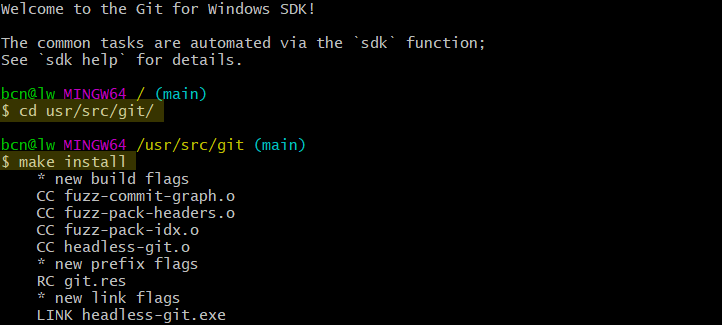 Welcome to the Git for Windows SDK!
The common tasks are automated via the `sdk` function;
See `sdk help` for details.
bcn@lw MINGW64 / (main)
$ cd usr/src/git/
bcn@lw MINGW64 /usr/src/git (main)
$ make install
* new build flags
CC fuzz-commit-graph.o
CC fuzz-pack-headers.o
CC fuzz-pack-idx.o
CC headless-git.o
* new prefix flags
RC git.res
* new link flags
LINK headless-git.exe